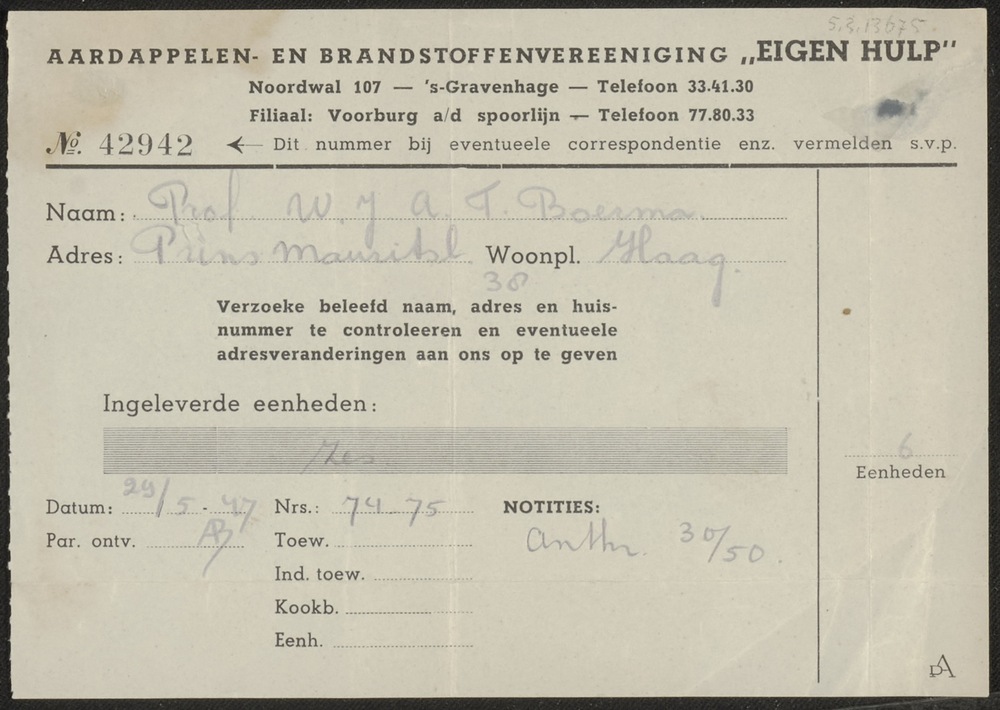 5.3.13675.
AARDAPPELEN- EN BRANDSTOFFENVEREENIGING „EIGEN HULP"
Noordwal 107 — 's-Gravenhage — Telefoon 33.41.30
Filiaal: Voorburg a/d spoorlijn — Telefoon 77.80.33
No. 42942 ← Dit nummer bij eventueele correspondentie enz. vermelden s.v.p.
Naam: Prof. W. J A. T. Boerma.
Adres: Prins Mauritsl. Woonpl. Haag.
38
Verzoeke beleefd naam, adres en huis-
nummer te controleeren en eventueele
adresveranderingen aan ons op te geven
Ingeleverde eenheden:
Zes
6
Eenheden
Datum: 29/5-47 Nrs.: 74-75 NOTITIES:
Par. ontv. AB Toew. Anthr. 30/50.
Ind. toew.
Kookb.
Eenh.
DA